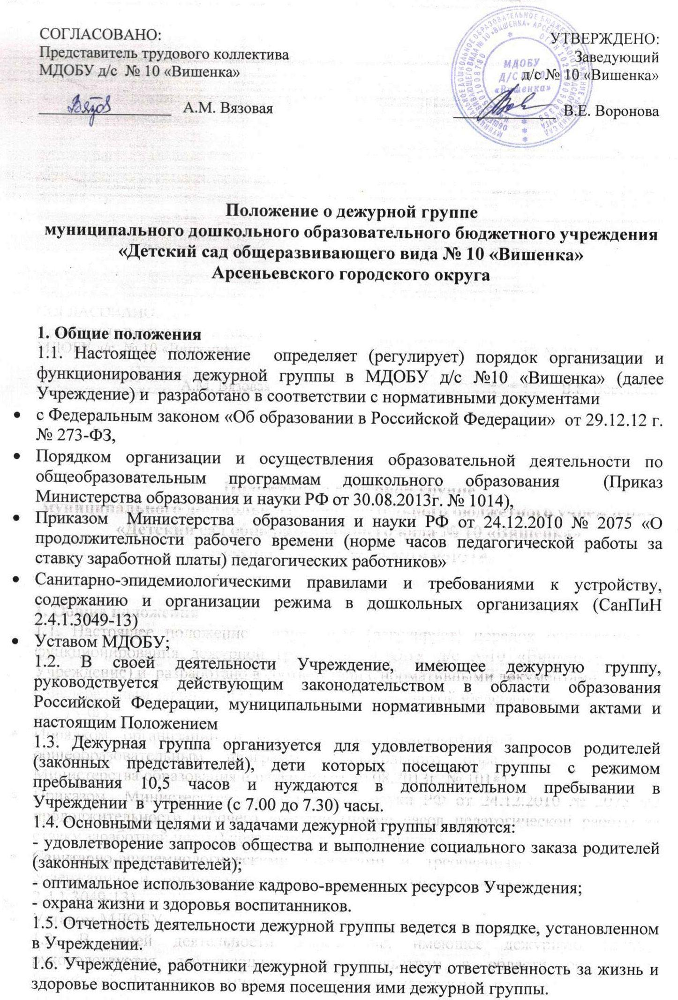 СОГЛАСОВАНО:
Представитель трудового коллектива
МДОБУ д/с № 10 «Вишенка»
Вязов А.М. Вязовая
УТВЕРЖДЕНО:
Заведующий
д/с № 10 «Вишенка»
В.Е. Воронова
МДОБУ
Д/С № 10
«Вишенка»
Положение о дежурной группе
муниципального дошкольного образовательного бюджетного учреждения
«Детский сад общеразвивающего вида № 10 «Вишенка»
Арсеньевского городского округа
1. Общие положения
1.1. Настоящее положение определяет (регулирует) порядок организации и
функционирования дежурной группы в МДОБУ д/с №10 «Вишенка» (далее
Учреждение) и разработано в соответствии с нормативными документами
• с Федеральным законом «Об образовании в Российской Федерации» от 29.12.12 г.
№ 273-ФЗ,
• Порядком организации и осуществления образовательной деятельности по
общеобразовательным программам дошкольного образования (Приказ
Министерства образования и науки РФ от 30.08.2013г. № 1014),
• Приказом Министерства образования и науки РФ от 24.12.2010 № 2075 «О
продолжительности рабочего времени (норме часов педагогической работы за
ставку заработной платы) педагогических работников»
• Санитарно-эпидемиологическими правилами и требованиями к устройству,
содержанию и организации режима в дошкольных организациях (СанПиН
2.4.1.3049-13)
• Уставом МДОБУ;
1.2. В своей деятельности Учреждение, имеющее дежурную группу,
руководствуется действующим законодательством в области образования
Российской Федерации, муниципальными нормативными правовыми актами и
настоящим Положением
1.3. Дежурная группа организуется для удовлетворения запросов родителей
(законных представителей), дети которых посещают группы с режимом
пребывания 10,5 часов и нуждаются в дополнительном пребывании в
Учреждении в утренние (с 7.00 до 7.30) часы.
1.4. Основными целями и задачами дежурной группы являются:
- удовлетворение запросов общества и выполнение социального заказа родителей
(законных представителей);
- оптимальное использование кадрово-временных ресурсов Учреждения;
- охрана жизни и здоровья воспитанников.
1.5. Отчетность деятельности дежурной группы ведется в порядке, установленном
в Учреждении.
1.6. Учреждение, работники дежурной группы, несут ответственность за жизнь и
здоровье воспитанников во время посещения ими дежурной группы.